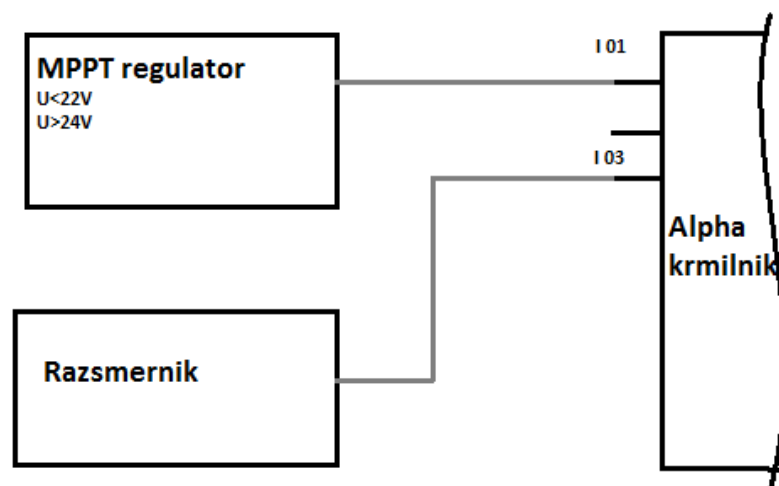 MPPT regulator
U<22V
U>24V
I 01
I 03
Alpha
krmilnik
Razsmernik